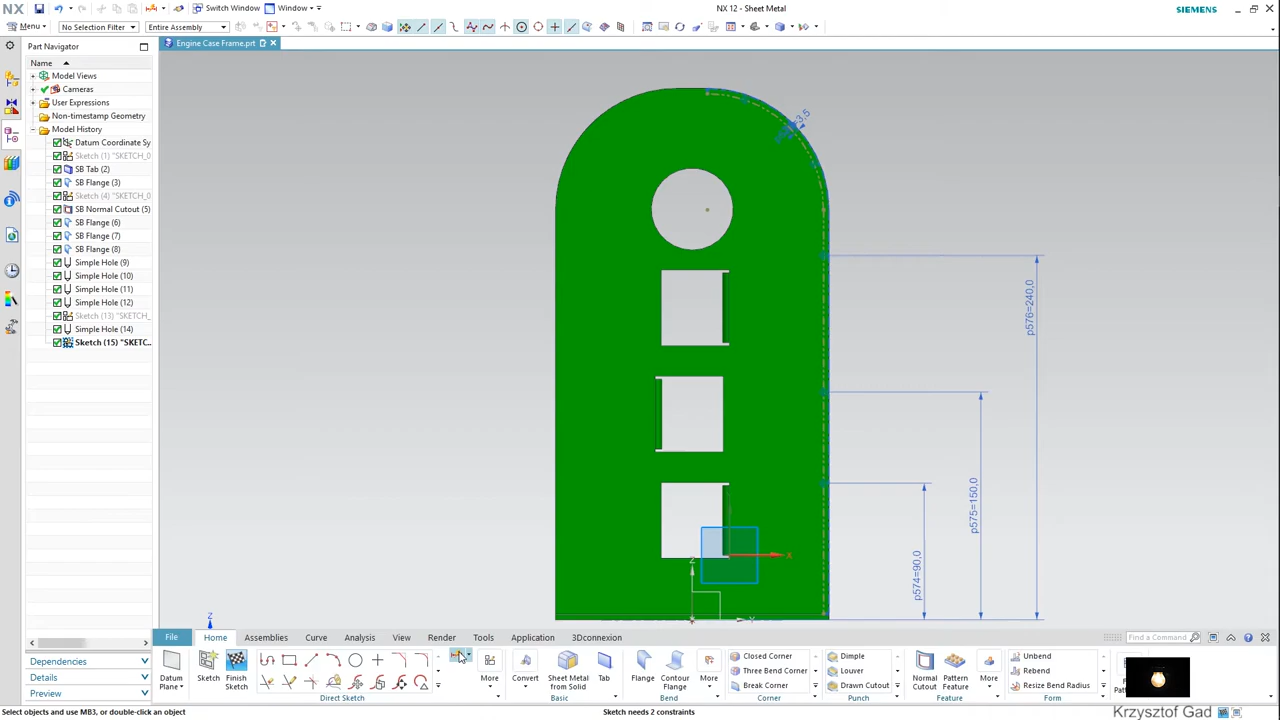 NX
Switch Window
Window
NX 12 - Sheet Metal
SIEMENS
Menu
No Selection Filter
Entire Assembly
Part Navigator
Engine Case Frame.prt
Name
Model Views
Cameras
User Expressions
Non-timestamp Geometry
Model History
Datum Coordinate Sy
Sketch (1) "SKETCH_0
SB Tab (2)
SB Flange (3)
Sketch (4) "SKETCH_0
SB Normal Cutout (5)
SB Flange (6)
SB Flange (7)
SB Flange (8)
Simple Hole (9)
Simple Hole (10)
Simple Hole (11)
Simple Hole (12)
Sketch (13) "SKETCH_
Simple Hole (14)
Sketch (15) "SKETC...
p576=240,0
p575=150,0
p574=90,0
X
Z
Z
File
Home
Assemblies
Curve
Analysis
View
Render
Tools
Application
3Dconnexion
Find a Command
Dependencies
Details
Preview
Datum
Plane
Sketch
Finish
Sketch
More
Direct Sketch
Convert
Sheet Metal
from Solid
Tab
Basic
Flange
Contour
Flange
More
Bend
Closed Corner
Three Bend Corner
Break Corner
Corner
Dimple
Louver
Drawn Cutout
Punch
Normal
Cutout
Pattern
Feature
More
Feature
Unbend
Rebend
Resize Bend Radius
Form
Select objects and use MB3, or double-click an object
Sketch needs 2 constraints
Krzysztof Gad